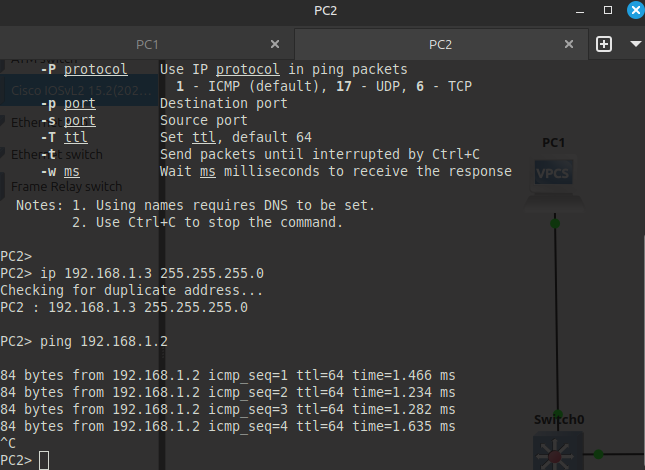 PC2
PC1
PC2
-P protocol Use IP protocol in ping packets
1 - ICMP (default), 17 - UDP, 6 - TCP
Cisco IOSvL2 15.2(202...
-p port Destination port
-s port Source port
-T ttl Set ttl, default 64
-t Send packets until interrupted by Ctrl+C
Ethernet switch
-w ms Wait ms milliseconds to receive the response
Frame Relay switch
Notes: 1. Using names requires DNS to be set.
2. Use Ctrl+C to stop the command.
PC2>
PC2> ip 192.168.1.3 255.255.255.0
Checking for duplicate address...
PC2 : 192.168.1.3 255.255.255.0
PC2> ping 192.168.1.2
84 bytes from 192.168.1.2 icmp_seq=1 ttl=64 time=1.466 ms
84 bytes from 192.168.1.2 icmp_seq=2 ttl=64 time=1.234 ms
84 bytes from 192.168.1.2 icmp_seq=3 ttl=64 time=1.282 ms
84 bytes from 192.168.1.2 icmp_seq=4 ttl=64 time=1.635 ms
^C
PC2>
PC1
VPCS
Switch0